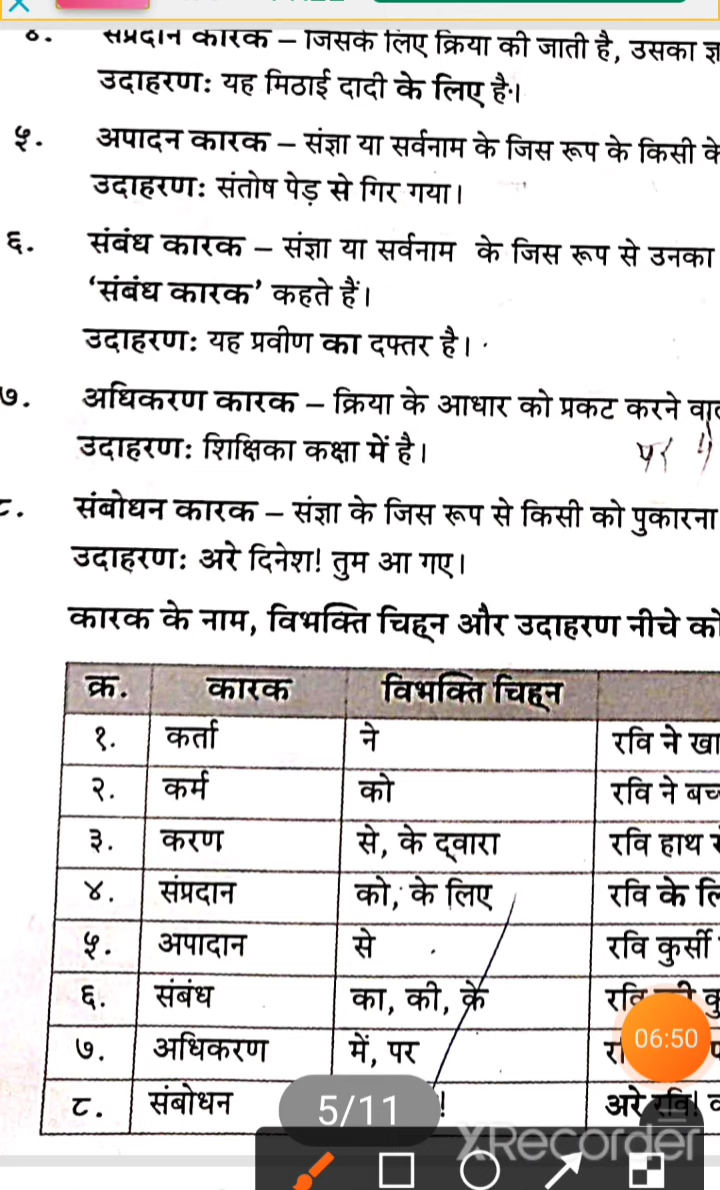 ४. संप्रदान कारक – जिसके लिए क्रिया की जाती है, उसका
उदाहरण: यह मिठाई दादी के लिए है।
५. अपादन कारक – संज्ञा या सर्वनाम के जिस रूप के किसी के
उदाहरण: संतोष पेड़ से गिर गया।
६. संबंध कारक – संज्ञा या सर्वनाम के जिस रूप से उनका
‘संबंध कारक’ कहते हैं।
उदाहरण: यह प्रवीण का दफ्तर है।
७. अधिकरण कारक – क्रिया के आधार को प्रकट करने
उदाहरण: शिक्षिका कक्षा में है। पर
८. संबोधन कारक – संज्ञा के जिस रूप से किसी को पुकारना
उदाहरण: अरे दिनेश! तुम आ गए।
कारक के नाम, विभक्ति चिह्न और उदाहरण नीचे
क्र. कारक विभक्ति चिह्न
१. कर्ता ने रवि ने
२. कर्म को रवि ने
३. करण से, के द्वारा रवि हाथ
४. संप्रदान को, के लिए रवि के
५. अपादान से रवि कुर्सी
६. संबंध का, की, के
७. अधिकरण में, पर
06:50
८. संबोधन ! अरे रवि!
5/11
XRecorder